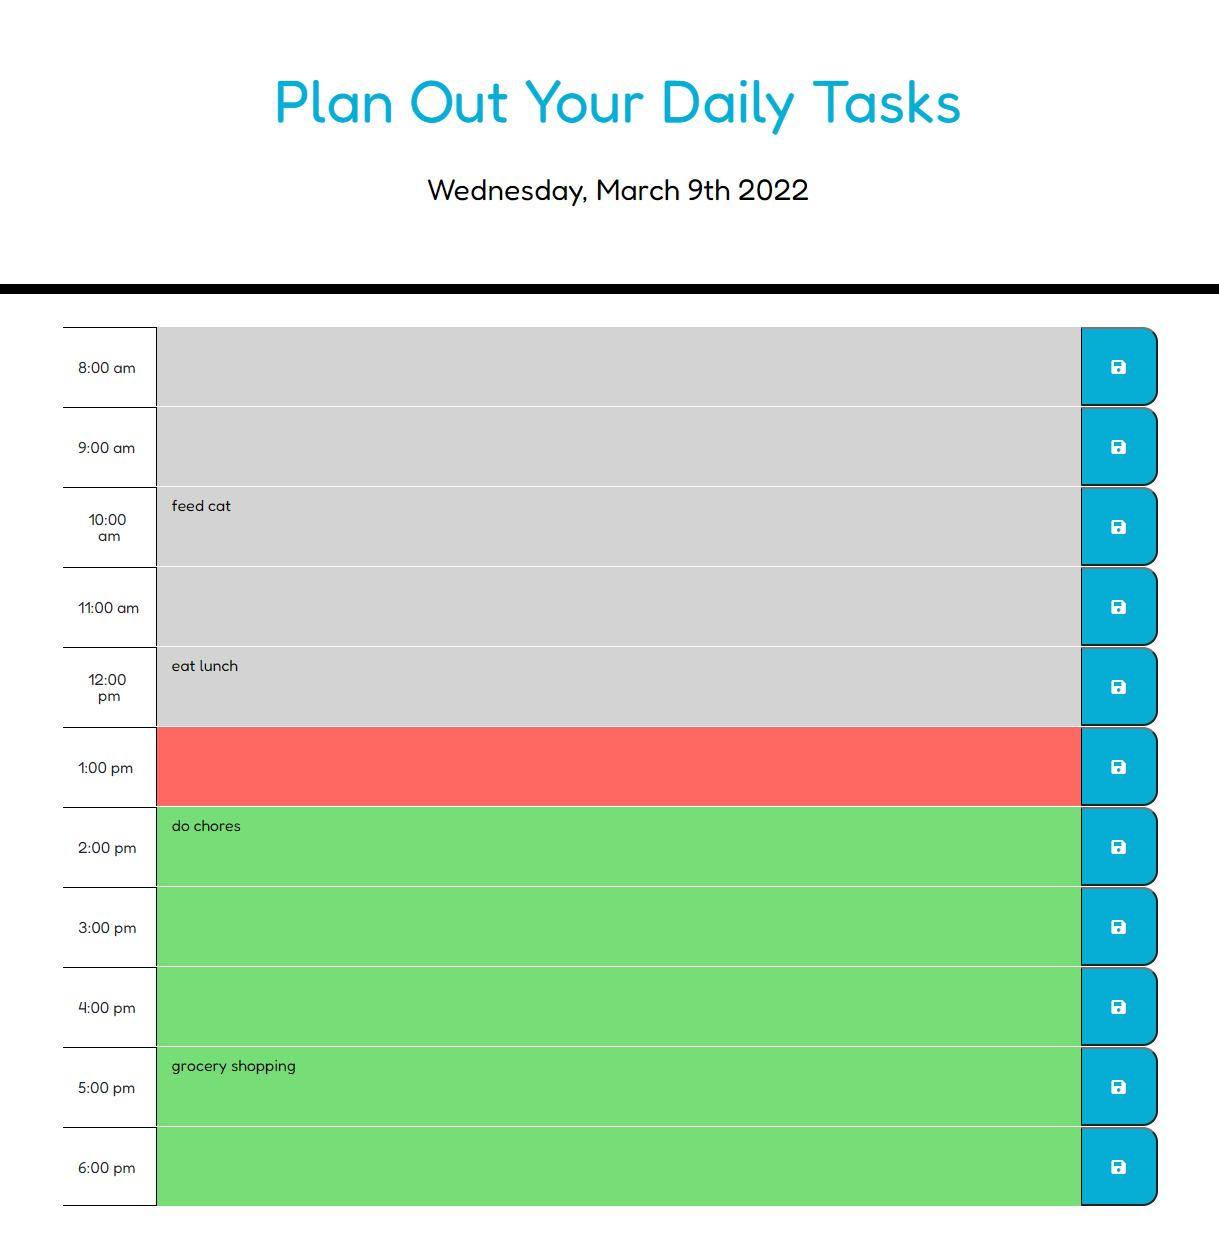 Plan Out Your Daily Tasks
Wednesday, March 9th 2022
8:00 am
9:00 am
10:00
am
feed cat
11:00 am
12:00
pm
eat lunch
1:00 pm
2:00 pm
do chores
3:00 pm
4:00 pm
5:00 pm
grocery shopping
6:00 pm